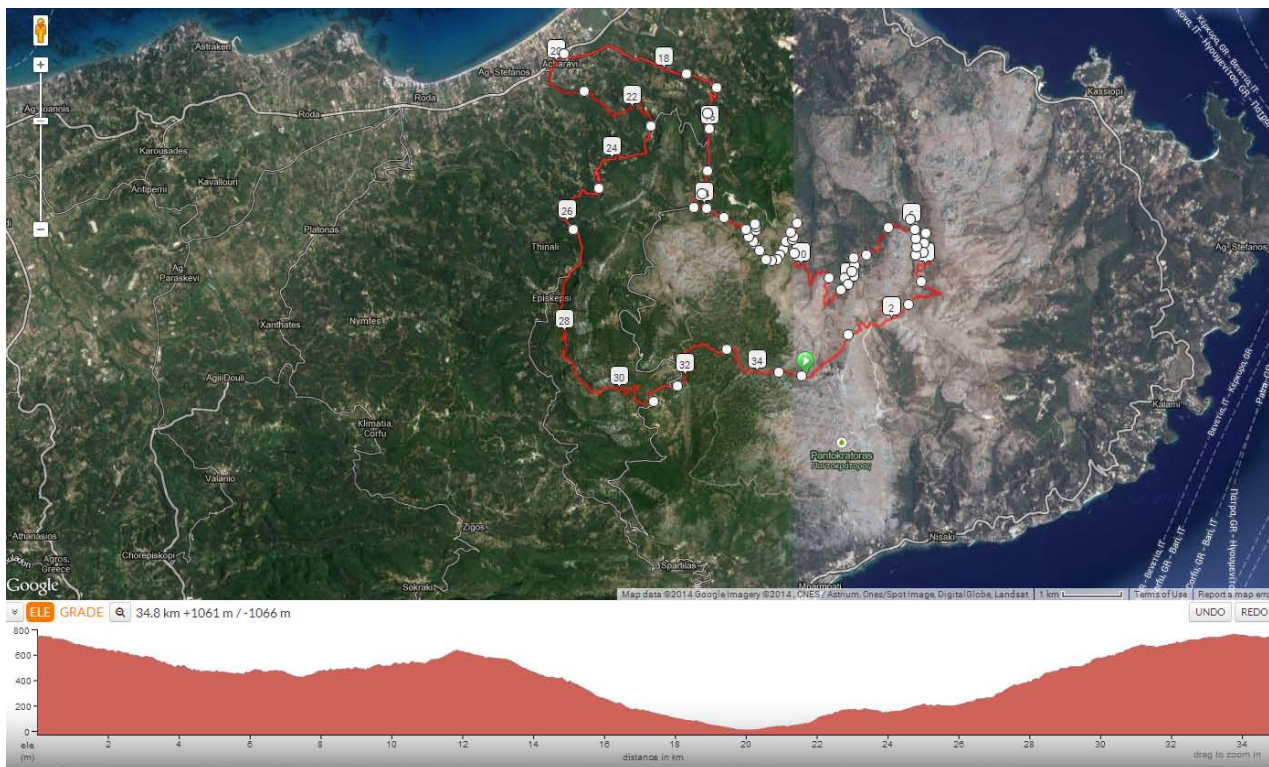 Astrakeri
Ag. Stefanos
Acharavi
20
18
Kassiopi
Ag. Ioannis
Roda
Roda
22
Karousades
24
Antiperni
Kavallouri
26
6
Platonas
Thinali
Ag. Stefanos
Ag.
Paraskevi
Episkepsi
2
Xanthates
Nymfes
28
34
32
30
Agii Douli
Kalami
Klimatia,
Corfu
Pantokratoras
Παντοκράτορας
Valanio
Zigos
Nisaki
Athanasios
Agros,
Greece
Chorepiskopi
Spartilas
Sokraki
Google
Map data ©2014 Google Imagery ©2014 , CNES / Astrium, Cnes/Spot Image, DigitalGlobe, Landsat
1 km
Terms of Use
Report a map erro
ELE GRADE 34.8 km +1061 m / -1066 m
UNDO REDO
800
600
400
200
0
2 4 6 8 10 12 14 16 18 20 22 24 26 28 30 32 34
ele
(m)
distance in km
drag to zoom in